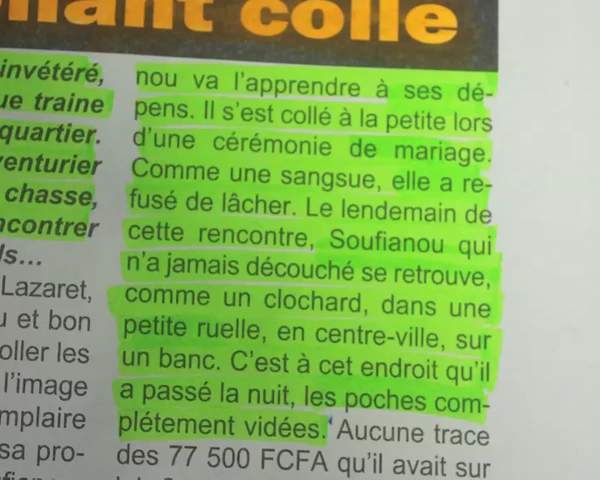 nant colle
invétéré,
ue traine
quartier.
venturier
chasse,
ncontrer
ls...
Lazaret,
u et bon
oller les
l'image
mplaire
sa pro-
nou va l'apprendre à ses dé-
pens. Il s'est collé à la petite lors
d'une cérémonie de mariage.
Comme une sangsue, elle a re-
fusé de lâcher. Le lendemain de
cette rencontre, Soufianou qui
n'a jamais découché se retrouve,
comme un clochard, dans une
petite ruelle, en centre-ville, sur
un banc. C'est à cet endroit qu'il
a passé la nuit, les poches com-
plétement vidées. Aucune trace
des 77 500 FCFA qu'il avait sur